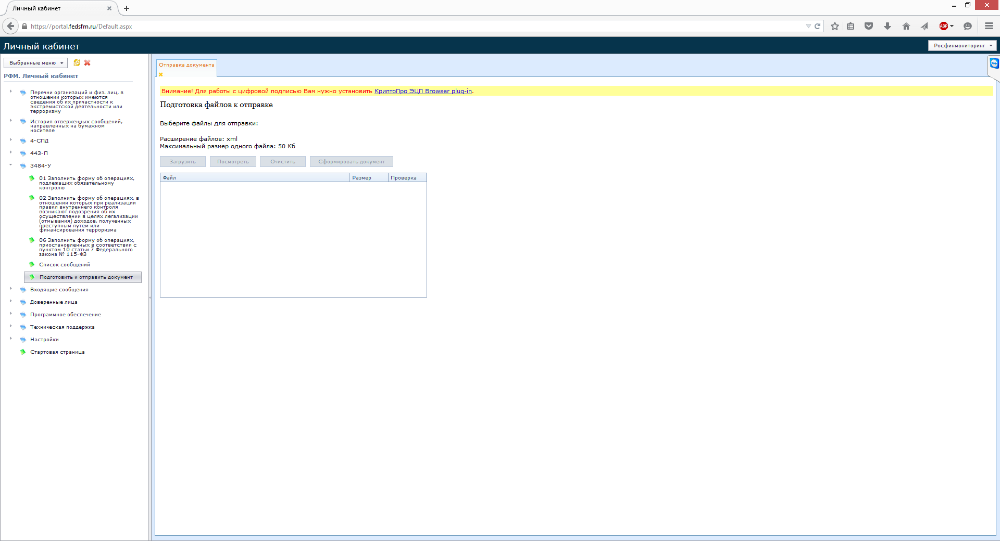 Личный кабинет
https://portal.fedsfm.ru/Default.aspx
ABP
Личный кабинет
Росфинмониторинг
Выбранные меню
РФМ. Личный кабинет
Перечни организаций и физ. лиц, в
отношении которых имеются
сведения об их причастности к
экстремистской деятельности или
терроризму
История отверженных сообщений,
направленных на бумажном
носителе
4-СПД
443-П
3484-У
01 Заполнить форму об операциях,
подлежащих обязательному
контролю
02 Заполнить форму об операциях, в
отношении которых при реализации
правил внутреннего контроля
возникают подозрения об их
осуществлении в целях легализации
(отмывания) доходов, полученных
преступным путем или
финансирования терроризма
06 Заполнить форму об операциях,
приостановленных в соответствии с
пунктом 10 статьи 7 Федерального
закона № 115-ФЗ
Список сообщений
Подготовить и отправить документ
Входящие сообщения
Доверенные лица
Программное обеспечение
Техническая поддержка
Настройки
Стартовая страница
Отправка документа
Внимание! Для работы с цифровой подписью Вам нужно установить КриптоПро ЭЦП Browser plug-in.
Подготовка файлов к отправке
Выберите файлы для отправки:
Расширение файлов: xml
Максимальный размер одного файла: 50 Кб
Загрузить Посмотреть Очистить Сформировать документ
Файл Размер Проверка